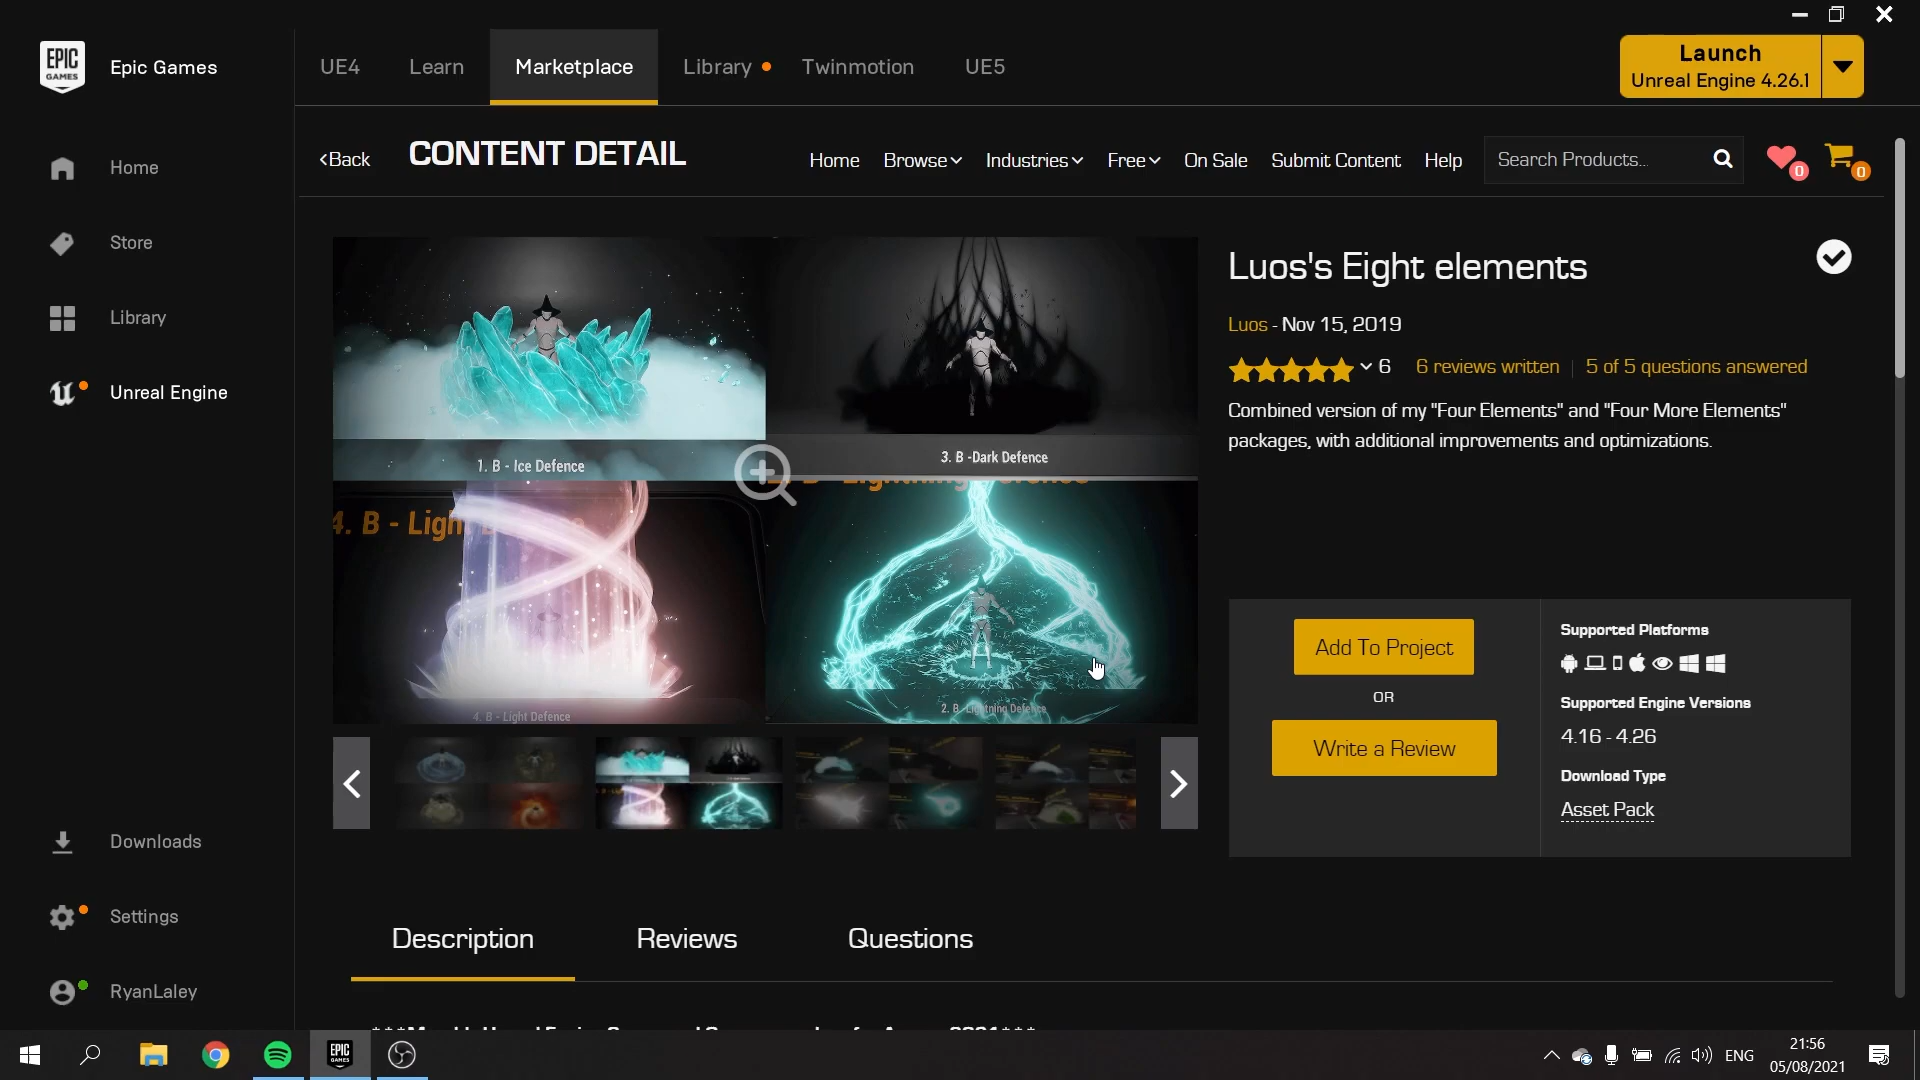 EPIC
GAMES
Epic Games
UE4
Learn
Marketplace
Library
Twinmotion
UE5
Launch
Unreal Engine 4.26.1
Home
Store
Library
Unreal Engine
Downloads
Settings
RyanLaley
Back
CONTENT DETAIL
Home
Browse
Industries
Free
On Sale
Submit Content
Help
Search Products...
0
0
1. B - Ice Defence
3. B -Dark Defence
4. B - Ligh
4. B - Light Defence
2. B Lightning Defence
Luos's Eight elements
Luos - Nov 15, 2019
6
6 reviews written
5 of 5 questions answered
Combined version of my "Four Elements" and "Four More Elements"
packages, with additional improvements and optimizations.
Add To Project
OR
Write a Review
Supported Platforms
Supported Engine Versions
4.16 - 4.26
Download Type
Asset Pack
Description
Reviews
Questions
EPIC
GAMES
ENG
21:56
05/08/2021